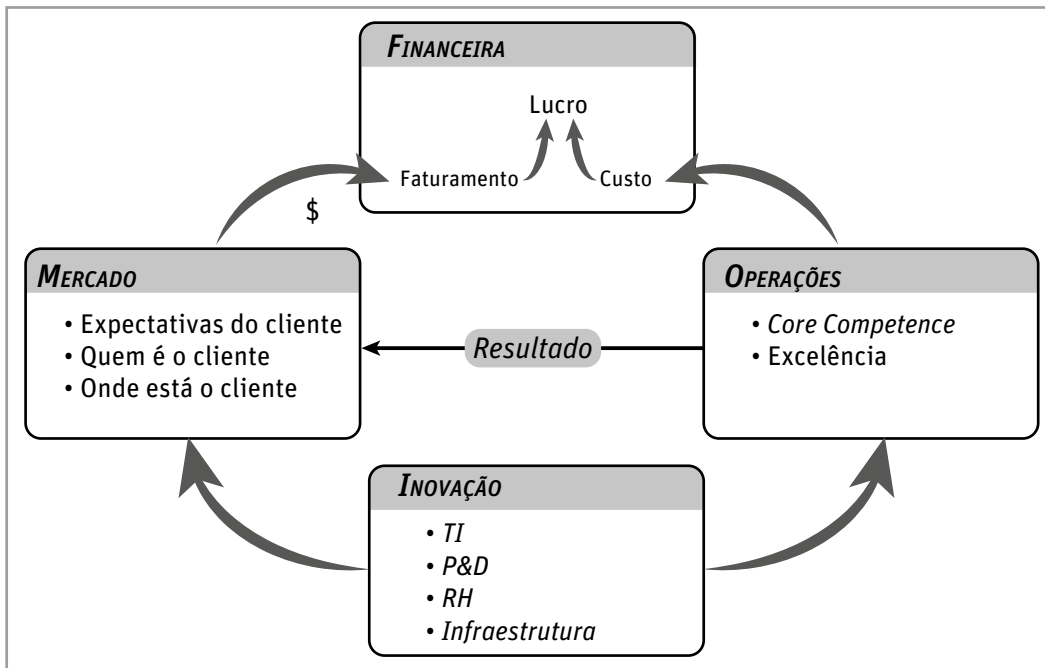 FINANCEIRA
Lucro
Faturamento
Custo
$
MERCADO
• Expectativas do cliente
• Quem é o cliente
• Onde está o cliente
Resultado
OPERAÇÕES
• Core Competence
• Excelência
INOVAÇÃO
• TI
• P&D
• RH
• Infraestrutura